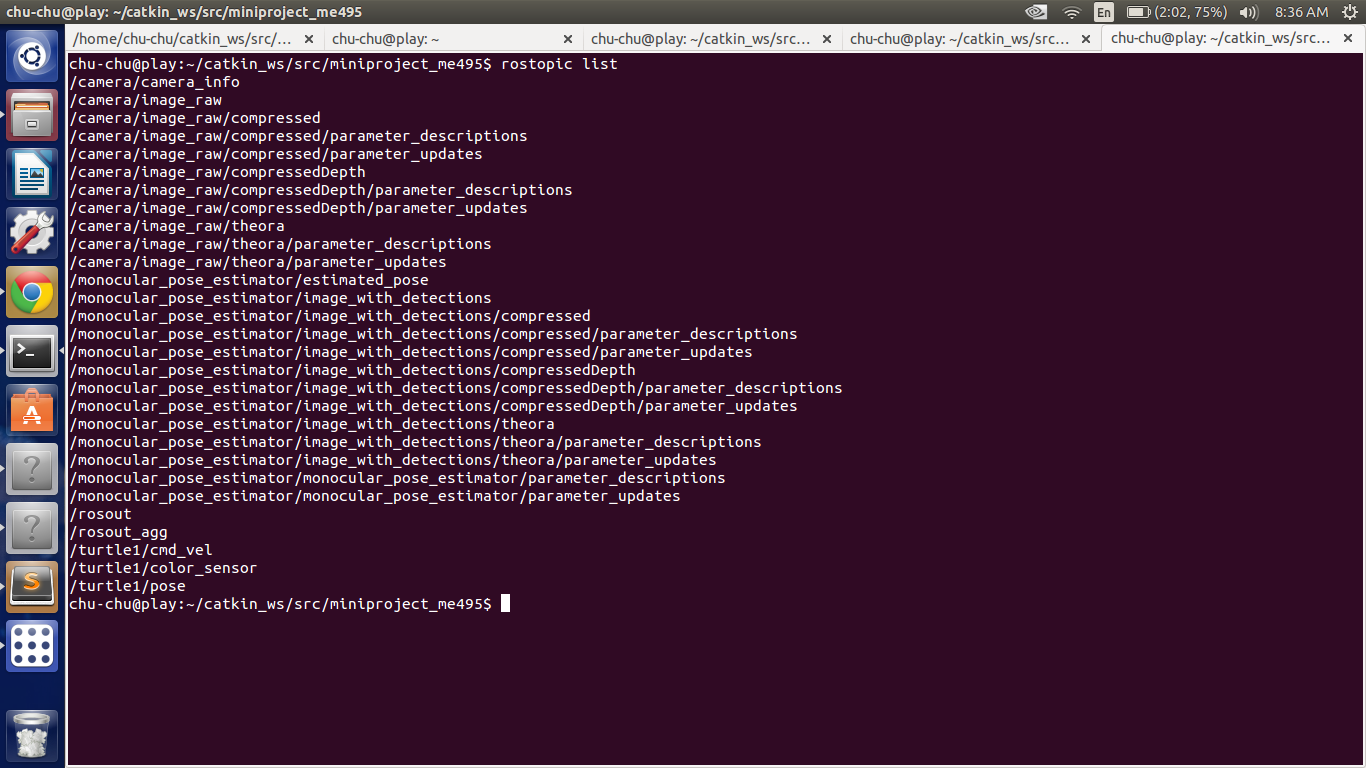 chu-chu@play: ~/catkin_ws/src/miniproject_me495
En
(2:02, 75%)
8:36 AM
/home/chu-chu/catkin_ws/src/...
chu-chu@play: ~
chu-chu@play: ~/catkin_ws/src...
chu-chu@play: ~/catkin_ws/src...
chu-chu@play: ~/catkin_ws/src...
chu-chu@play:~/catkin_ws/src/miniproject_me495$ rostopic list
/camera/camera_info
/camera/image_raw
/camera/image_raw/compressed
/camera/image_raw/compressed/parameter_descriptions
/camera/image_raw/compressed/parameter_updates
/camera/image_raw/compressedDepth
/camera/image_raw/compressedDepth/parameter_descriptions
/camera/image_raw/compressedDepth/parameter_updates
/camera/image_raw/theora
/camera/image_raw/theora/parameter_descriptions
/camera/image_raw/theora/parameter_updates
/monocular_pose_estimator/estimated_pose
/monocular_pose_estimator/image_with_detections
/monocular_pose_estimator/image_with_detections/compressed
/monocular_pose_estimator/image_with_detections/compressed/parameter_descriptions
/monocular_pose_estimator/image_with_detections/compressed/parameter_updates
/monocular_pose_estimator/image_with_detections/compressedDepth
/monocular_pose_estimator/image_with_detections/compressedDepth/parameter_descriptions
/monocular_pose_estimator/image_with_detections/compressedDepth/parameter_updates
/monocular_pose_estimator/image_with_detections/theora
/monocular_pose_estimator/image_with_detections/theora/parameter_descriptions
/monocular_pose_estimator/image_with_detections/theora/parameter_updates
/monocular_pose_estimator/monocular_pose_estimator/parameter_descriptions
/monocular_pose_estimator/monocular_pose_estimator/parameter_updates
/rosout
/rosout_agg
/turtle1/cmd_vel
/turtle1/color_sensor
/turtle1/pose
chu-chu@play:~/catkin_ws/src/miniproject_me495$